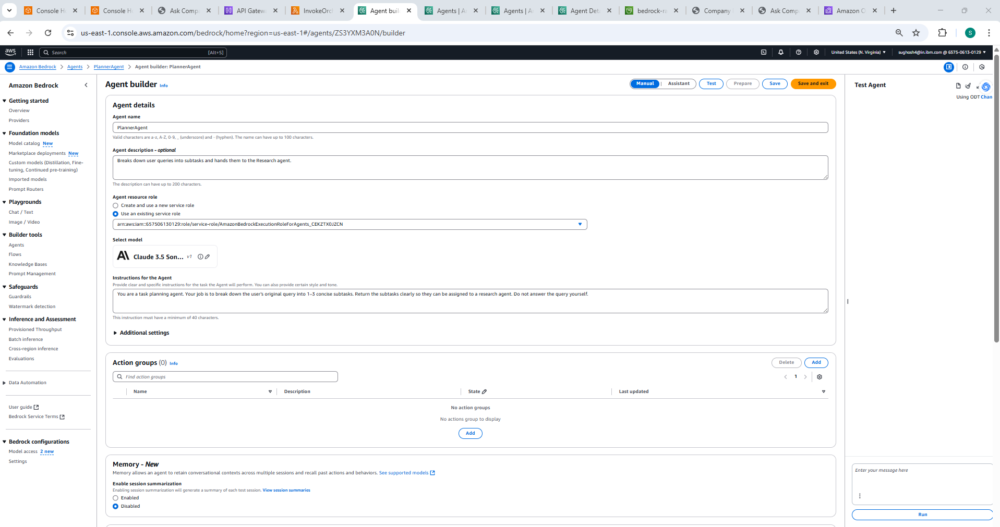 Console H
Console H
Ask Comp
API Gatew
InvokeOrc
Agent buil
Agents | A
Agents | A
Agent Det
bedrock-ra
Company
Ask Comp
Amazon O
us-east-1.console.aws.amazon.com/bedrock/home?region=us-east-1#/agents/ZS3YXM3A0N/builder
S
aws
Search
[Alt+S]
United States (N. Virginia)
sughosh4@in.ibm.com @ 6575-0613-0129
Amazon Bedrock > Agents > PlannerAgent > Agent builder: PlannerAgent
Amazon Bedrock
Getting started
Overview
Providers
Foundation models
Model catalog New
Marketplace deployments New
Custom models (Distillation, Fine-
tuning, Continued pre-training)
Imported models
Prompt Routers
Playgrounds
Chat / Text
Image / Video
Builder tools
Agents
Flows
Knowledge Bases
Prompt Management
Safeguards
Guardrails
Watermark detection
Inference and Assessment
Provisioned Throughput
Batch inference
Cross-region inference
Evaluations
Data Automation
User guide
Bedrock Service Terms
Bedrock configurations
Model access 2 new
Settings
Agent builder Info
Manual | Assistant
Test
Prepare
Save
Save and exit
Agent details
Agent name
PlannerAgent
Valid characters are a-z, A-Z, 0-9, _ (underscore) and - (hyphen). The name can have up to 100 characters.
Agent description - optional
Breaks down user queries into subtasks and hands them to the Research agent.
The description can have up to 200 characters.
Agent resource role
Create and use a new service role
Use an existing service role
arn:aws:iam::657506130129:role/service-role/AmazonBedrockExecutionRoleForAgents_CEKZTX0JZCN
Select model
A\ Claude 3.5 Son... v1
Instructions for the Agent
Provide clear and specific instructions for the task the Agent will perform. You can also provide certain style and tone.
You are a task planning agent. Your job is to break down the user's original query into 1–3 concise subtasks. Return the subtasks clearly so they can be assigned to a research agent. Do not answer the query yourself.
This instruction must have a minimum of 40 characters.
Additional settings
Action groups (0) Info
Delete
Add
Find action groups
1
Name
Description
State
Last updated
No action groups
No actions group to display
Add
Memory - New
Memory allows an agent to retain conversational contexts across multiple sessions and recall past actions and behaviors. See supported models
Enable session summarization
Enabling session summarization will generate a summary of each test session. View session summaries
Enabled
Disabled
Test Agent
Using ODT Chan
Enter your message here
Run